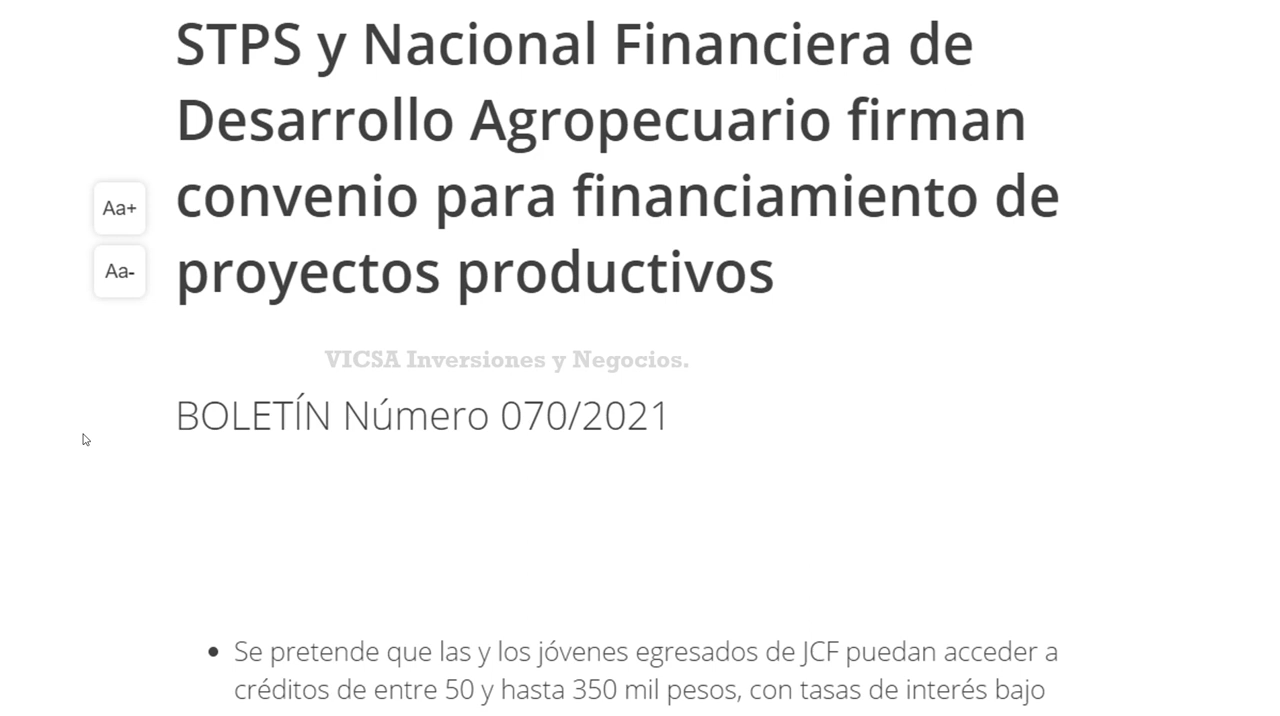 STPS y Nacional Financiera de
Desarrollo Agropecuario firman
convenio para financiamiento de
proyectos productivos
Aa+
Aa-
VICSA Inversiones y Negocios.
BOLETÍN Número 070/2021
• Se pretende que las y los jóvenes egresados de JCF puedan acceder a
créditos de entre 50 y hasta 350 mil pesos, con tasas de interés bajo